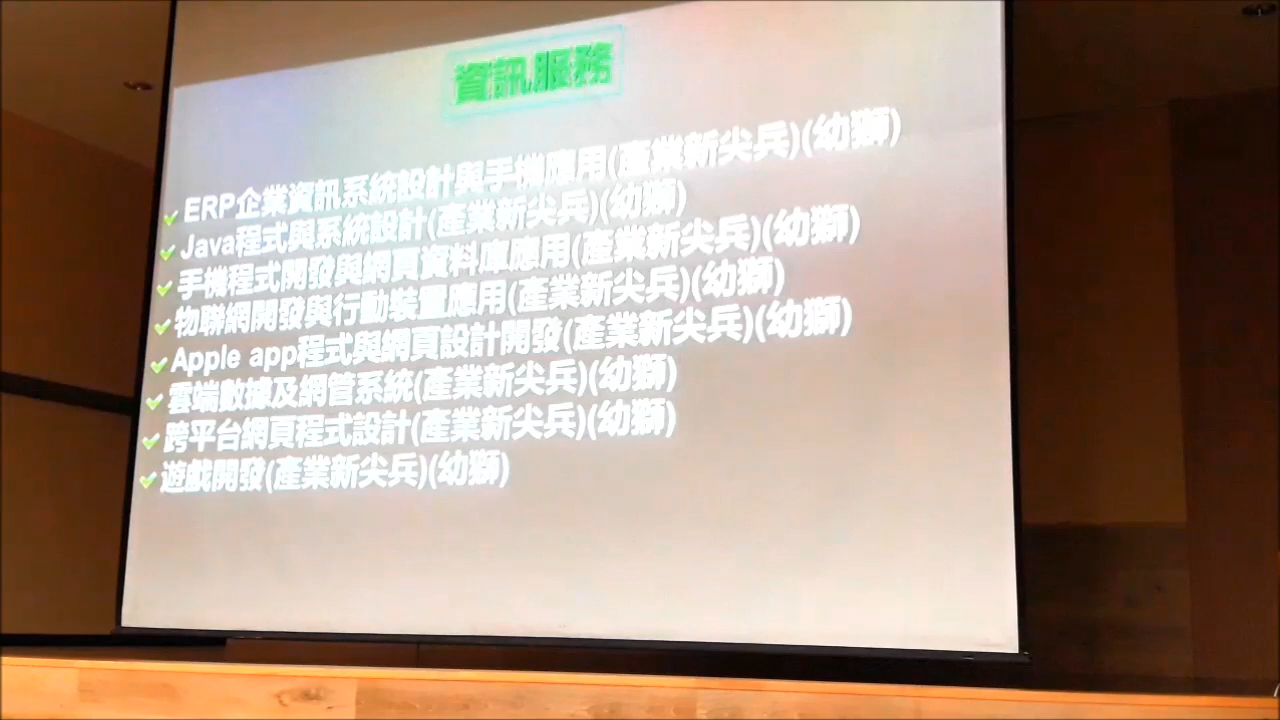 資訊服務
ERP企業資訊系統設計與手機應用(產業新尖兵)(幼獅)
Java程式與系統設計(產業新尖兵)(幼獅)
手機程式開發與網頁資料庫應用(產業新尖兵)(幼獅)
物聯網開發與行動裝置應用(產業新尖兵)(幼獅)
Apple app程式與網頁設計開發(產業新尖兵)(幼獅)
雲端數據及網管系統(產業新尖兵)(幼獅)
跨平台網頁程式設計(產業新尖兵)(幼獅)
遊戲開發(產業新尖兵)(幼獅)